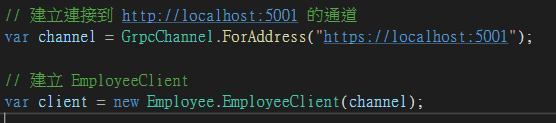 // 建立連接到 http://localhost:5001 的通道
var channel = GrpcChannel.ForAddress("https://localhost:5001");
// 建立 EmployeeClient
var client = new Employee.EmployeeClient(channel);